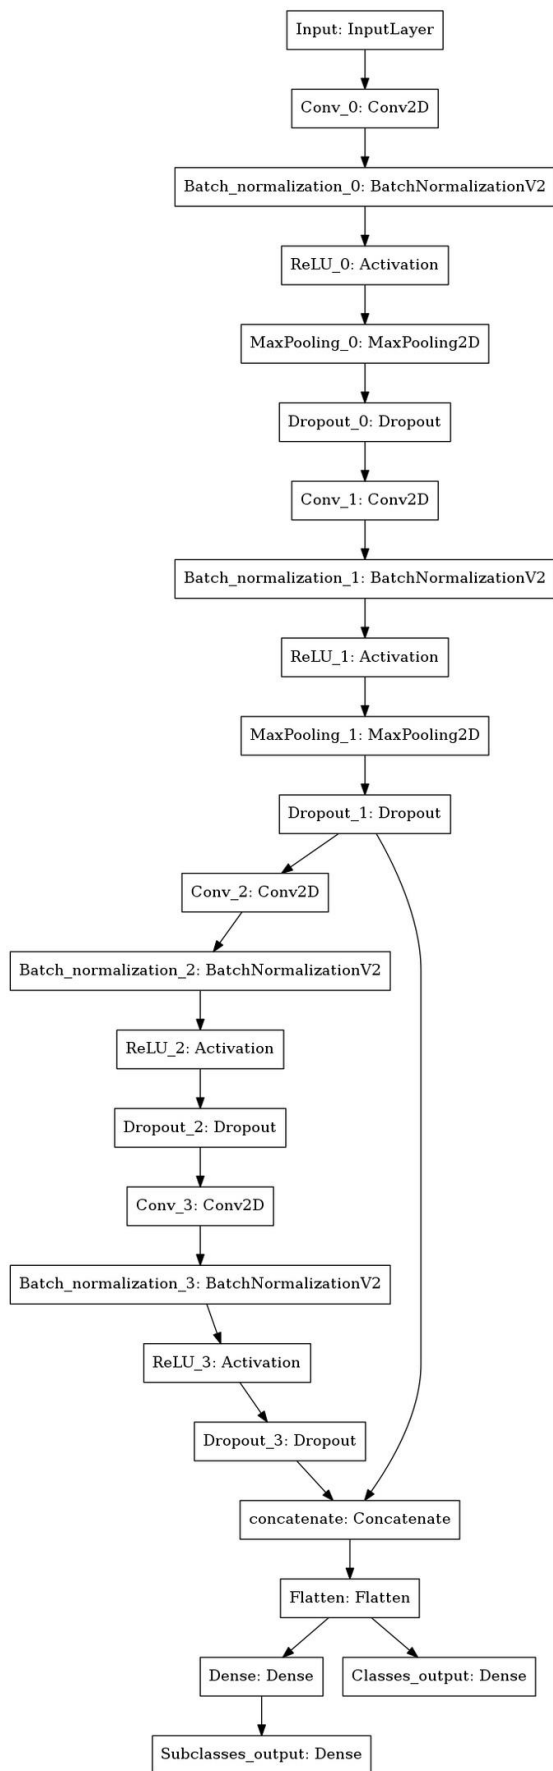 Input: InputLayer
Conv_0: Conv2D
Batch_normalization_0: BatchNormalizationV2
ReLU_0: Activation
MaxPooling_0: MaxPooling2D
Dropout_0: Dropout
Conv_1: Conv2D
Batch_normalization_1: BatchNormalizationV2
ReLU_1: Activation
MaxPooling_1: MaxPooling2D
Dropout_1: Dropout
Conv_2: Conv2D
Batch_normalization_2: BatchNormalizationV2
ReLU_2: Activation
Dropout_2: Dropout
Conv_3: Conv2D
Batch_normalization_3: BatchNormalizationV2
ReLU_3: Activation
Dropout_3: Dropout
concatenate: Concatenate
Flatten: Flatten
Dense: Dense
Classes_output: Dense
Subclasses_output: Dense